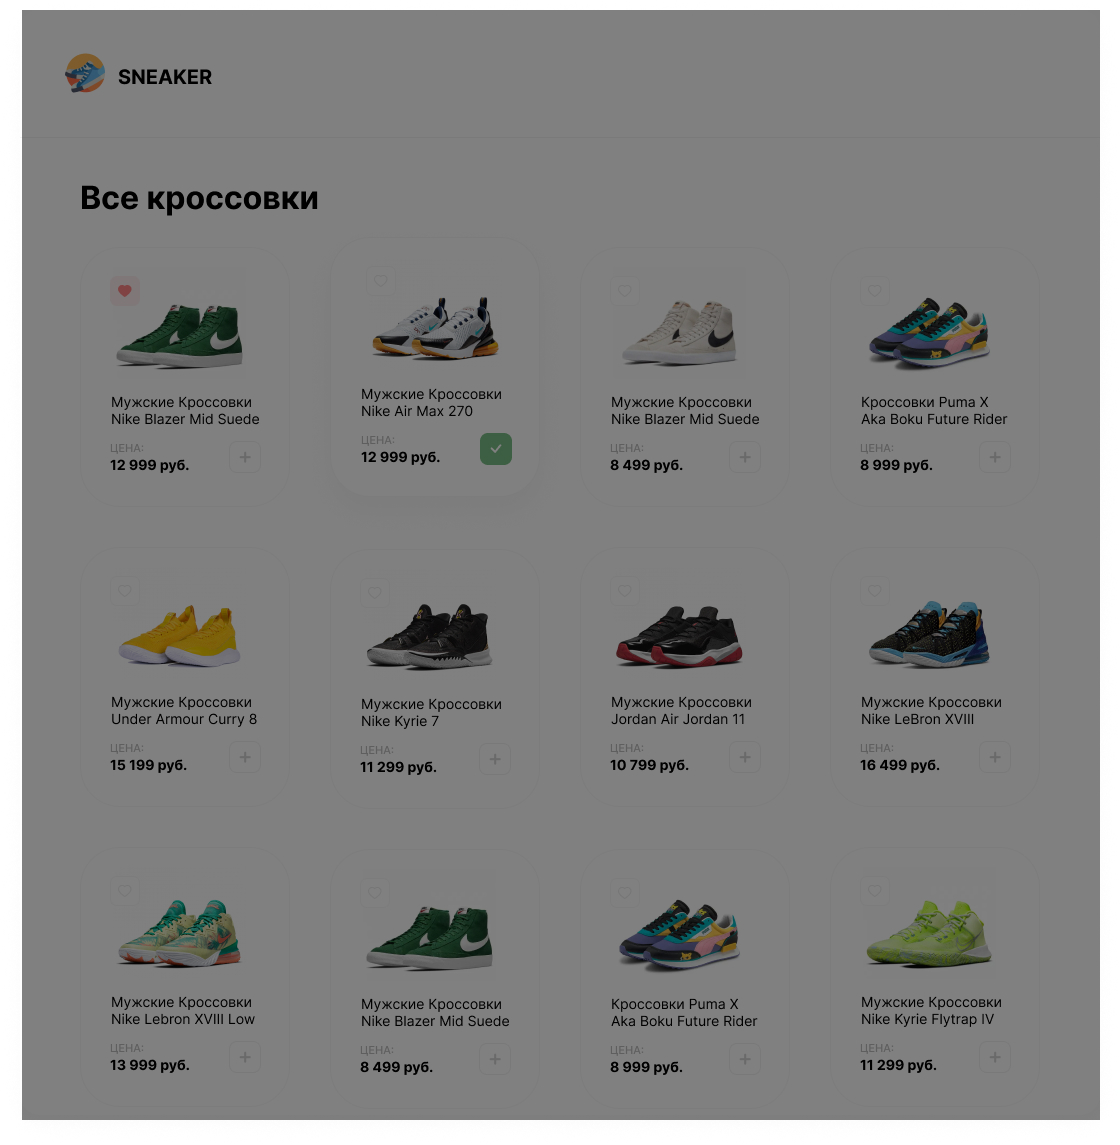 SNEAKER
Все кроссовки
Мужские Кроссовки
Nike Blazer Mid Suede
ЦЕНА:
12 999 руб.
Мужские Кроссовки
Nike Air Max 270
ЦЕНА:
12 999 руб.
Мужские Кроссовки
Nike Blazer Mid Suede
ЦЕНА:
8 499 руб.
Кроссовки Puma X
Aka Boku Future Rider
ЦЕНА:
8 999 руб.
Мужские Кроссовки
Under Armour Curry 8
ЦЕНА:
15 199 руб.
Мужские Кроссовки
Nike Kyrie 7
ЦЕНА:
11 299 руб.
Мужские Кроссовки
Jordan Air Jordan 11
ЦЕНА:
10 799 руб.
Мужские Кроссовки
Nike LeBron XVIII
ЦЕНА:
16 499 руб.
Мужские Кроссовки
Nike Lebron XVIII Low
ЦЕНА:
13 999 руб.
Мужские Кроссовки
Nike Blazer Mid Suede
ЦЕНА:
8 499 руб.
Кроссовки Puma X
Aka Boku Future Rider
ЦЕНА:
8 999 руб.
Мужские Кроссовки
Nike Kyrie Flytrap IV
ЦЕНА:
11 299 руб.